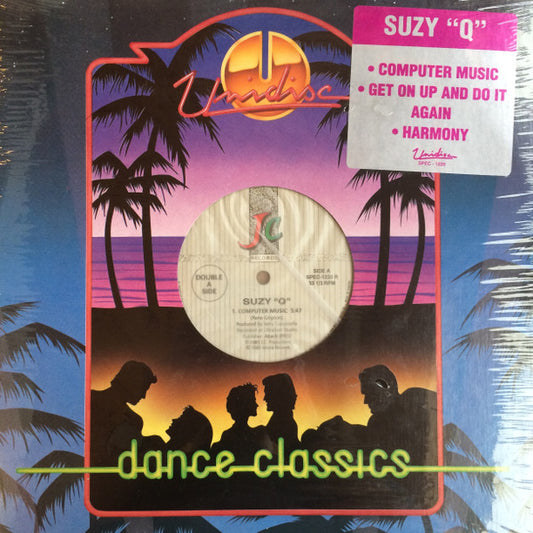 Unidisc
SUZY "Q"
• COMPUTER MUSIC
• GET ON UP AND DO IT
AGAIN
• HARMONY
Unidisc
JC
RECORDS
DOUBLE
A
SIDE
SIDE A
33 1/3 RPM
SUZY "Q"
1. COMPUTER MUSIC 5:47
dance classics